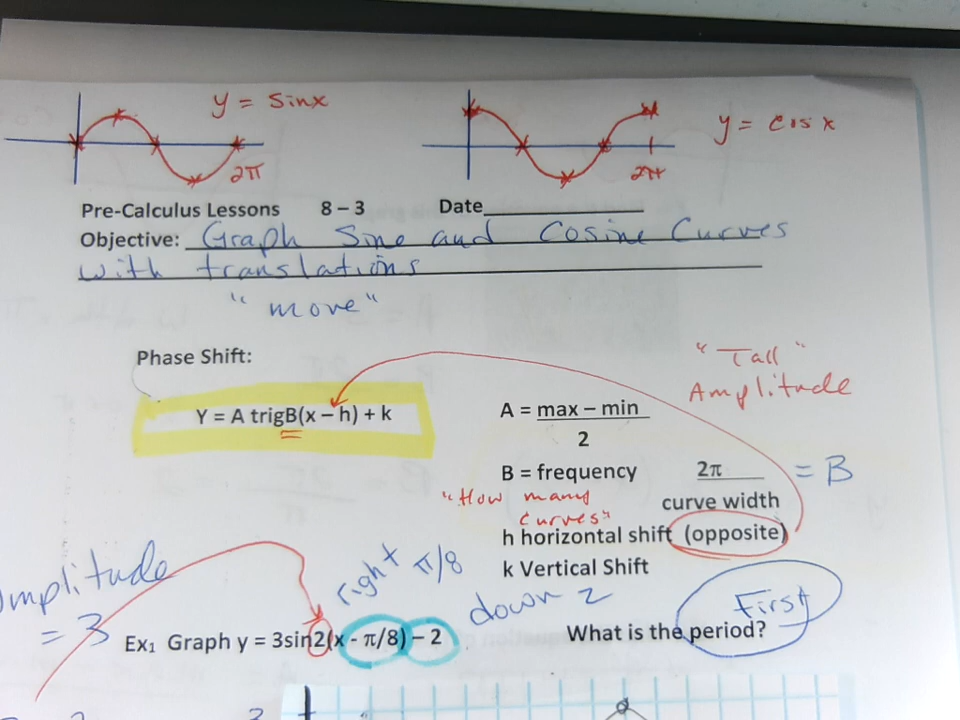 y = sinx
y = cosx
2π
2π
Pre-Calculus Lessons 8 – 3 Date
Objective: Graph Sine and Cosine Curves
with translations
"move"
Phase Shift:
"Tall"
Amplitude
Y = A trigB(x – h) + k
A = max – min
2
B = frequency 2π = B
"How many curve width
curves"
h horizontal shift (opposite)
k Vertical Shift
Amplitude
= 3
right π/8
down 2
First
Ex₁ Graph y = 3sin2(x - π/8) – 2 What is the period?